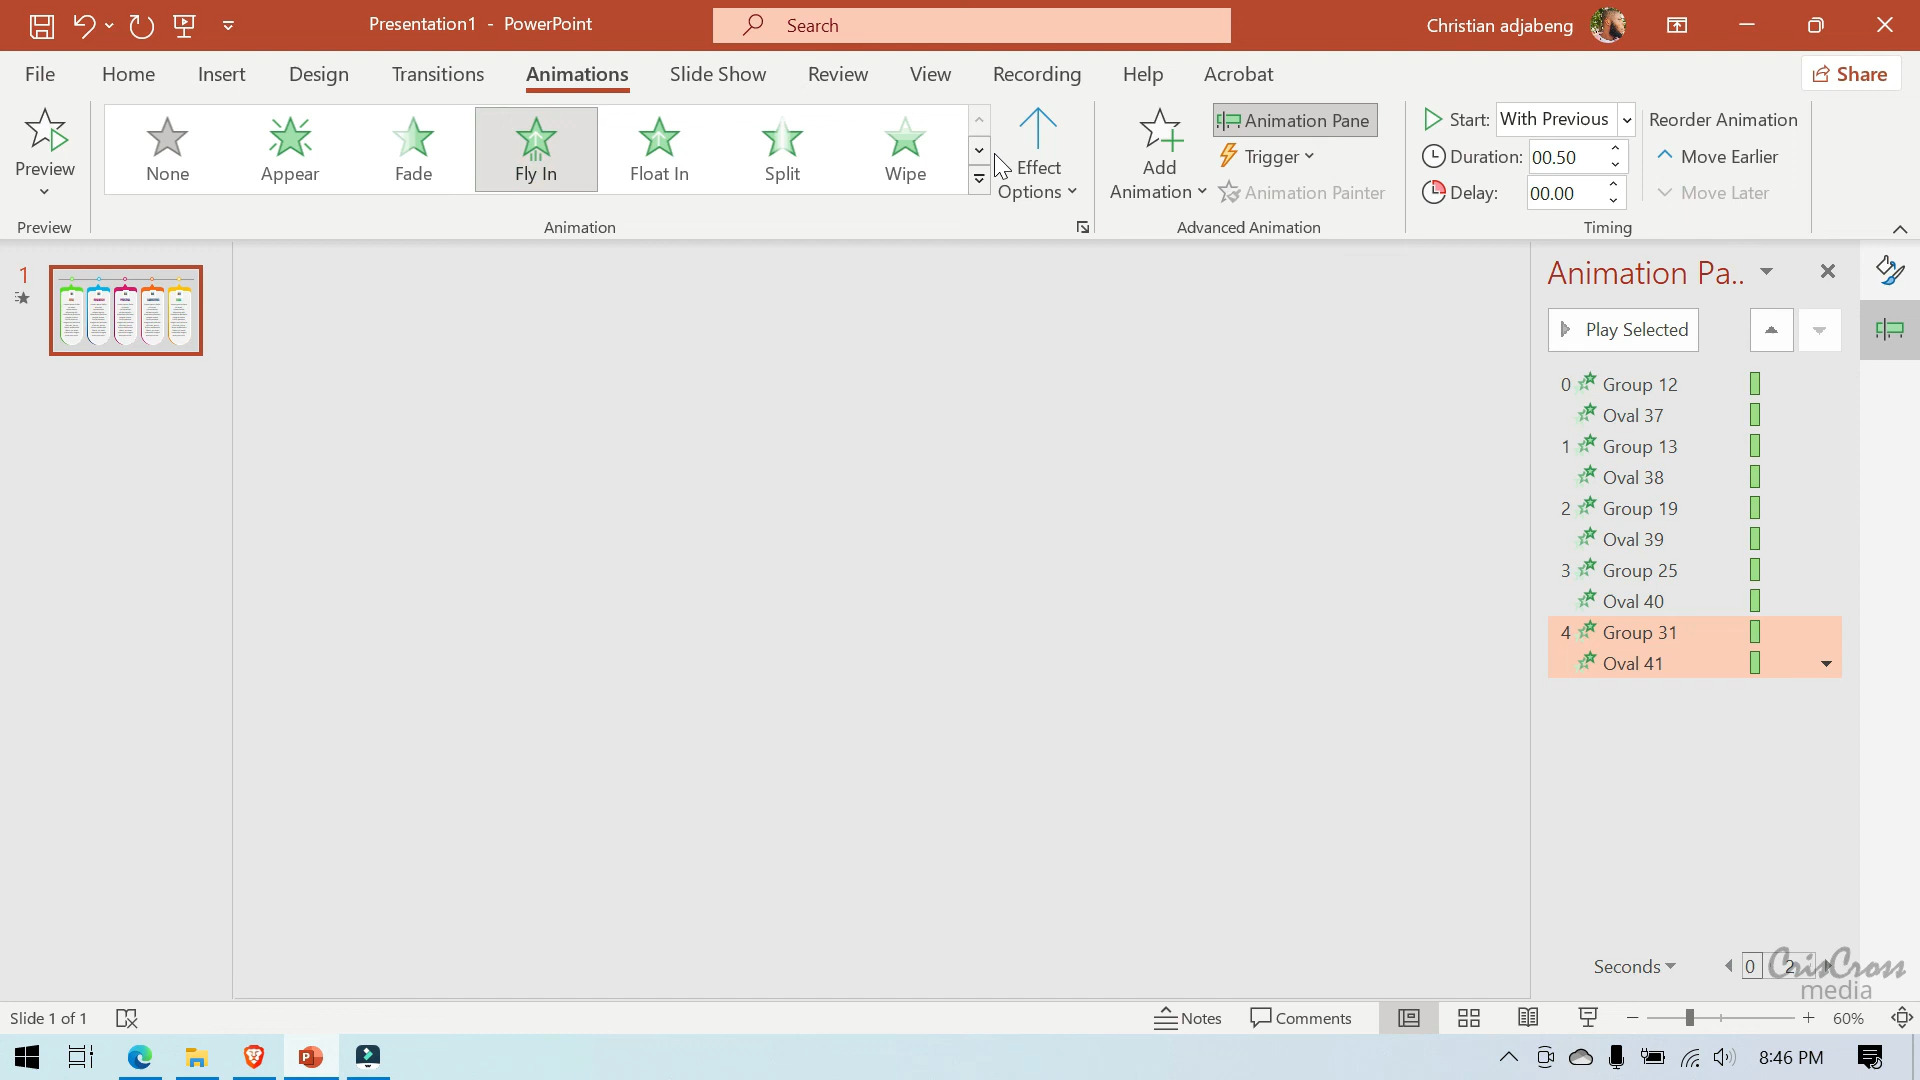 Presentation1 - PowerPoint
Search
Christian adjabeng
File Home Insert Design Transitions Animations Slide Show Review View Recording Help Acrobat
Share
Preview
Preview
None
Appear
Fade
Fly In
Float In
Split
Wipe
Animation
Effect
Options
Add
Animation
Animation Pane
Trigger
Animation Painter
Advanced Animation
Start: With Previous
Duration: 00.50
Delay: 00.00
Timing
Reorder Animation
Move Earlier
Move Later
1
Animation Pa..
Play Selected
0 Group 12
Oval 37
1 Group 13
Oval 38
2 Group 19
Oval 39
3 Group 25
Oval 40
4 Group 31
Oval 41
Seconds 0 2
CrisCross
media
Slide 1 of 1
Notes
Comments
60%
8:46 PM